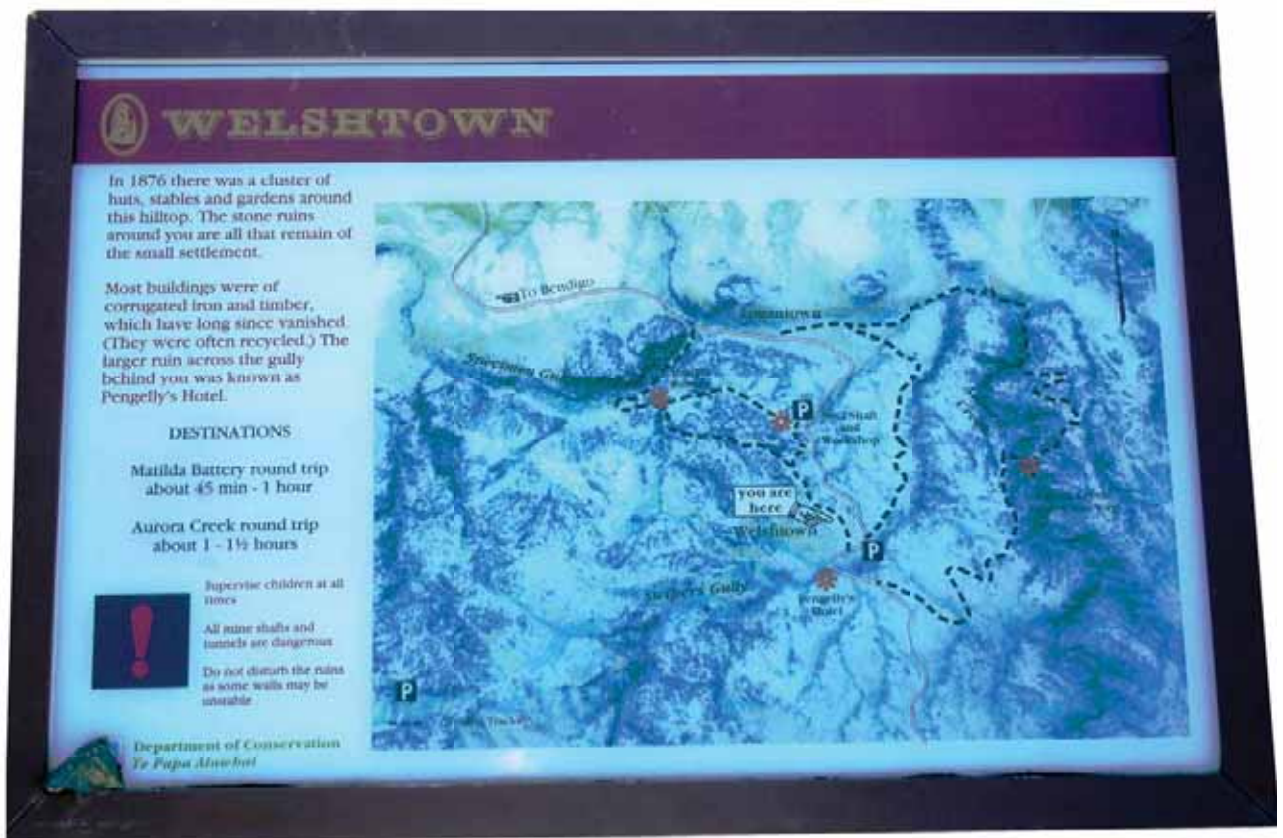 WELSHTOWN
In 1876 there was a cluster of
huts, stables and gardens around
this hilltop. The stone ruins
around you are all that remain of
the small settlement.
Most buildings were of
corrugated iron and timber,
which have long since vanished.
(They were often recycled.) The
larger ruin across the gully
behind you was known as
Pengelly's Hotel.
DESTINATIONS
Matilda Battery round trip
about 45 min - 1 hour
Aurora Creek round trip
about 1 - 1½ hours
Supervise children at all
times
All mine shafts and
tunnels are dangerous
Do not disturb the ruins
as some walls may be
unstable
Department of Conservation
Te Papa Atawhai
To Bendigo
Logantown
Specimen Gully
P
Shaft
and
Workshop
you are
here
Welshtown
P
Pengelly's
Hotel
Gully
P